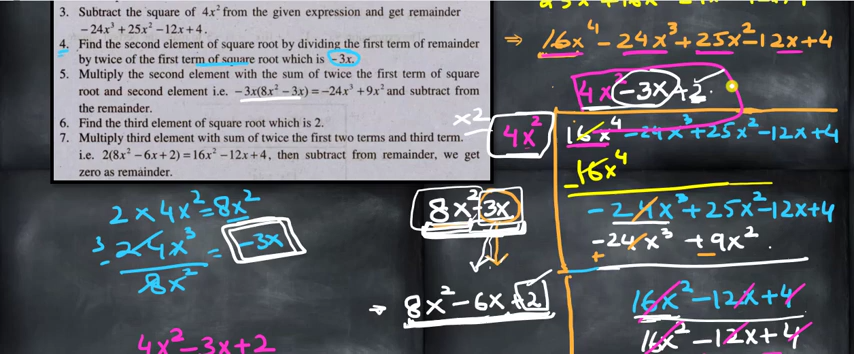 3. Subtract the square of 4x² from the given expression and get remainder
−24x³ + 25x² −12x + 4.
4. Find the second element of square root by dividing the first term of remainder
by twice of the first term of square root which is −3x.
5. Multiply the second element with the sum of twice the first term of square
root and second element i.e. −3x(8x² −3x) = −24x³ +9x² and subtract from
the remainder.
6. Find the third element of square root which is 2.
7. Multiply third element with sum of twice the first two terms and third term.
i.e. 2(8x² −6x + 2) = 16x² −12x + 4, then subtract from remainder, we get
zero as remainder.
⇒ 16x⁴ − 24x³ + 25x² −12x + 4
4x² −3x + 2
x2
4x²
16x⁴ −24x³ + 25x² −12x + 4
−16x⁴
8x² −3x
−24x³ + 25x² −12x + 4
−24x³ + 9x²
+ −
⇒ 8x² −6x + 2
16x² −12x + 4
16x² −12x + 4
2 × 4x² = 8x²
3
−24x³ = −3x
8x²
4x² −3x + 2